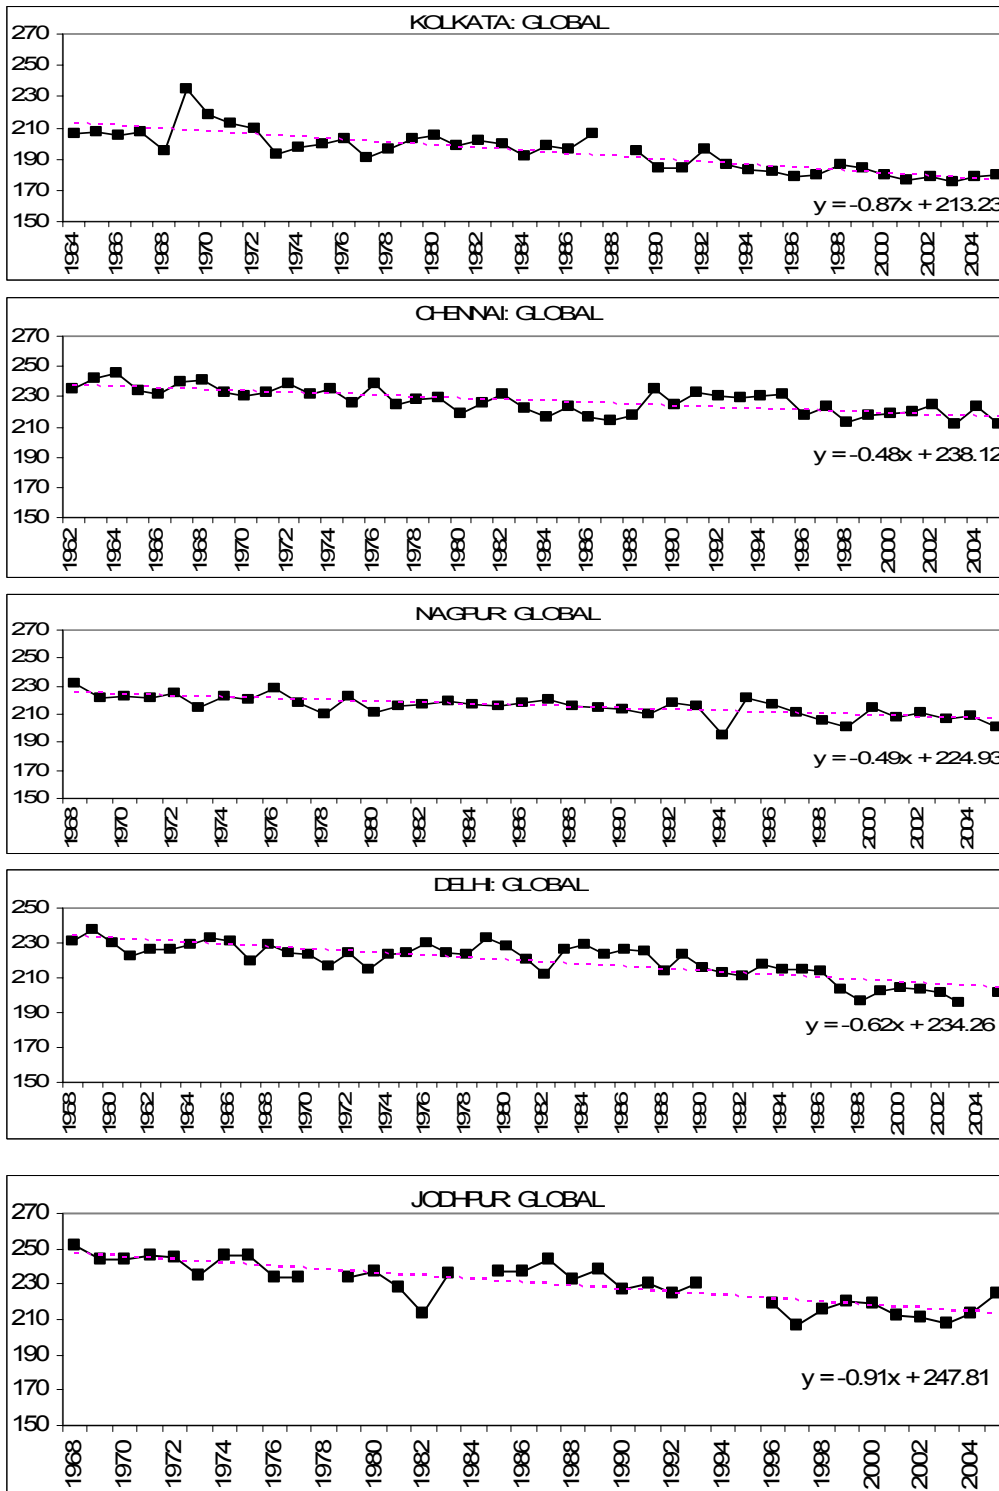 KOLKATA: GLOBAL
270
250
230
210
190
170
150
y = -0.87x + 213.23
1964 1966 1968 1970 1972 1974 1976 1978 1980 1982 1984 1986 1988 1990 1992 1994 1996 1998 2000 2002 2004
CHENNAI: GLOBAL
270
250
230
210
190
170
150
y = -0.48x + 238.12
1962 1964 1966 1968 1970 1972 1974 1976 1978 1980 1982 1984 1986 1988 1990 1992 1994 1996 1998 2000 2002 2004
NAGPUR: GLOBAL
270
250
230
210
190
170
150
y = -0.49x + 224.93
1968 1970 1972 1974 1976 1978 1980 1982 1984 1986 1988 1990 1992 1994 1996 1998 2000 2002 2004
DELHI: GLOBAL
250
230
210
190
170
150
y = -0.62x + 234.26
1958 1960 1962 1964 1966 1968 1970 1972 1974 1976 1978 1980 1982 1984 1986 1988 1990 1992 1994 1996 1998 2000 2002 2004
JODHPUR: GLOBAL
270
250
230
210
190
170
150
y = -0.91x + 247.81
1968 1970 1972 1974 1976 1978 1980 1982 1984 1986 1988 1990 1992 1994 1996 1998 2000 2002 2004